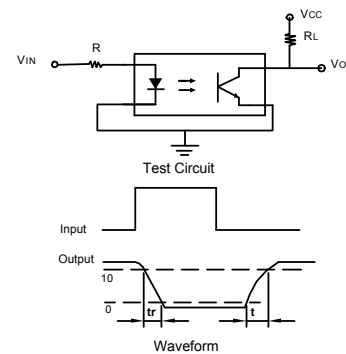 VCC
R
RL
VIN
VO
Test Circuit
Input
Output
10
0
tr
t
Waveform